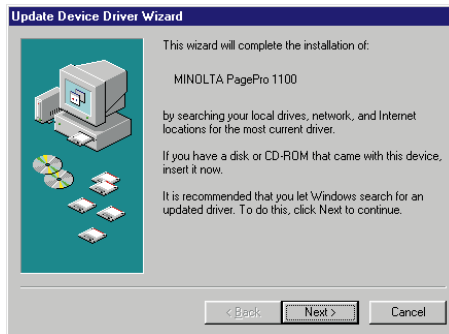 Update Device Driver Wizard
This wizard will complete the installation of:
MINOLTA PagePro 1100
by searching your local drives, network, and Internet
locations for the most current driver.
If you have a disk or CD-ROM that came with this device,
insert it now.
It is recommended that you let Windows search for an
updated driver. To do this, click Next to continue.
< Back
Next >
Cancel